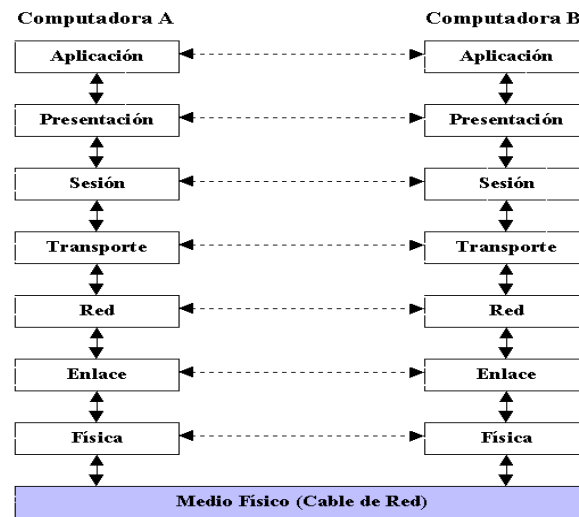 Computadora A Computadora B
Aplicación Aplicación
Presentación Presentación
Sesión Sesión
Transporte Transporte
Red Red
Enlace Enlace
Física Física
Medio Físico (Cable de Red)